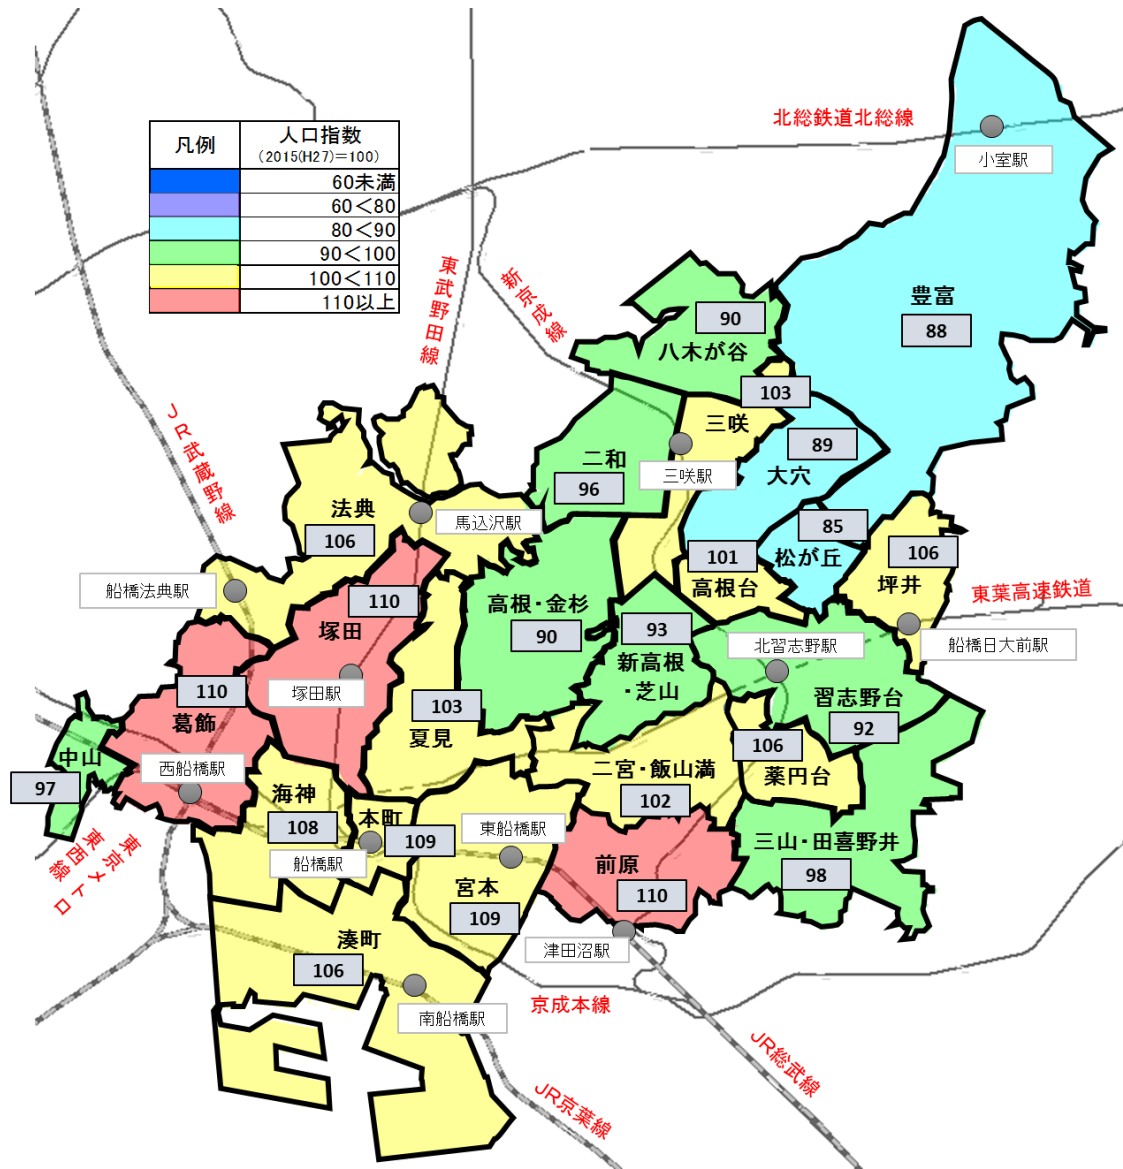 凡例
人口指数
(2015(H27)=100)
60未満
60<80
80<90
90<100
100<110
110以上
北総鉄道北総線
小室駅
東武野田線
新京成線
豊富
88
90
八木が谷
103
三咲
JR武蔵野線
二和
96
三咲駅
89
大穴
法典
106
馬込沢駅
85
松が丘
106
坪井
101
高根台
船橋法典駅
110
塚田
高根・金杉
90
93
新高根
・芝山
東葉高速鉄道
北習志野駅
船橋日大前駅
塚田駅
110
葛飾
103
夏見
習志野台
92
中山
97
西船橋駅
106
薬円台
二宮・飯山満
102
海神
108
本町
109
船橋駅
東船橋駅
東京メトロ
東西線
宮本
109
前原
110
三山・田喜野井
98
津田沼駅
湊町
106
南船橋駅
京成本線
JR総武線
JR京葉線